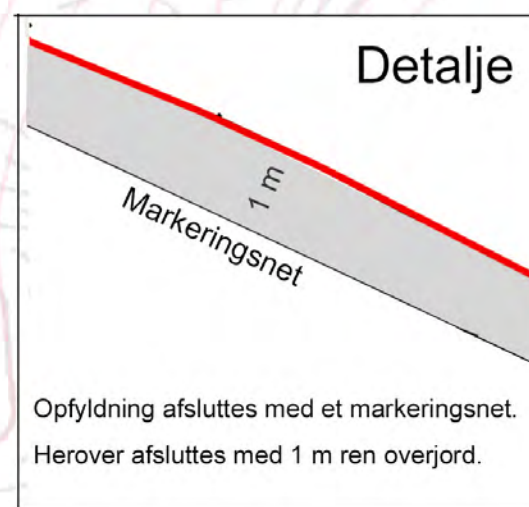 Detalje
1 m
Markeringsnet
Opfyldning afsluttes med et markeringsnet.
Herover afsluttes med 1 m ren overjord.